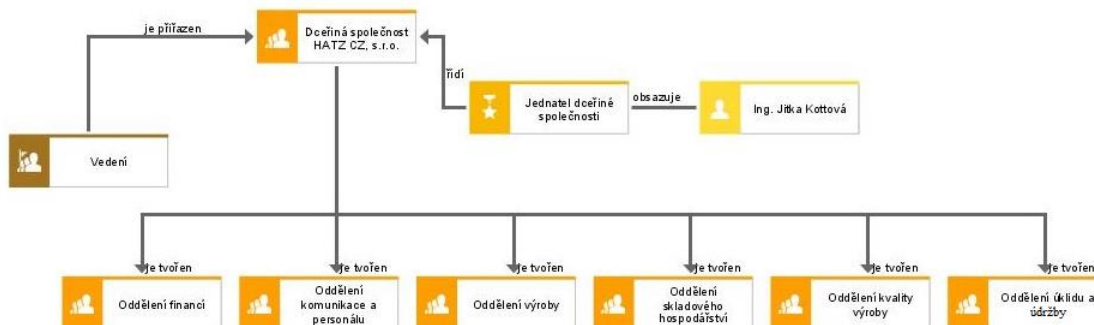 je přiřazen
Dceřiná společnost
HATZ CZ, s.r.o.
řídí
Jednatel dceřiné
společnosti
obsazuje
Ing. Jitka Kottová
Vedení
je tvořen
je tvořen
je tvořen
je tvořen
je tvořen
je tvořen
Oddělení financí
Oddělení
komunikace a
personálu
Oddělení výroby
Oddělení
skladového
hospodářství
Oddělení kvality
výroby
Oddělení úklidu a
údržby